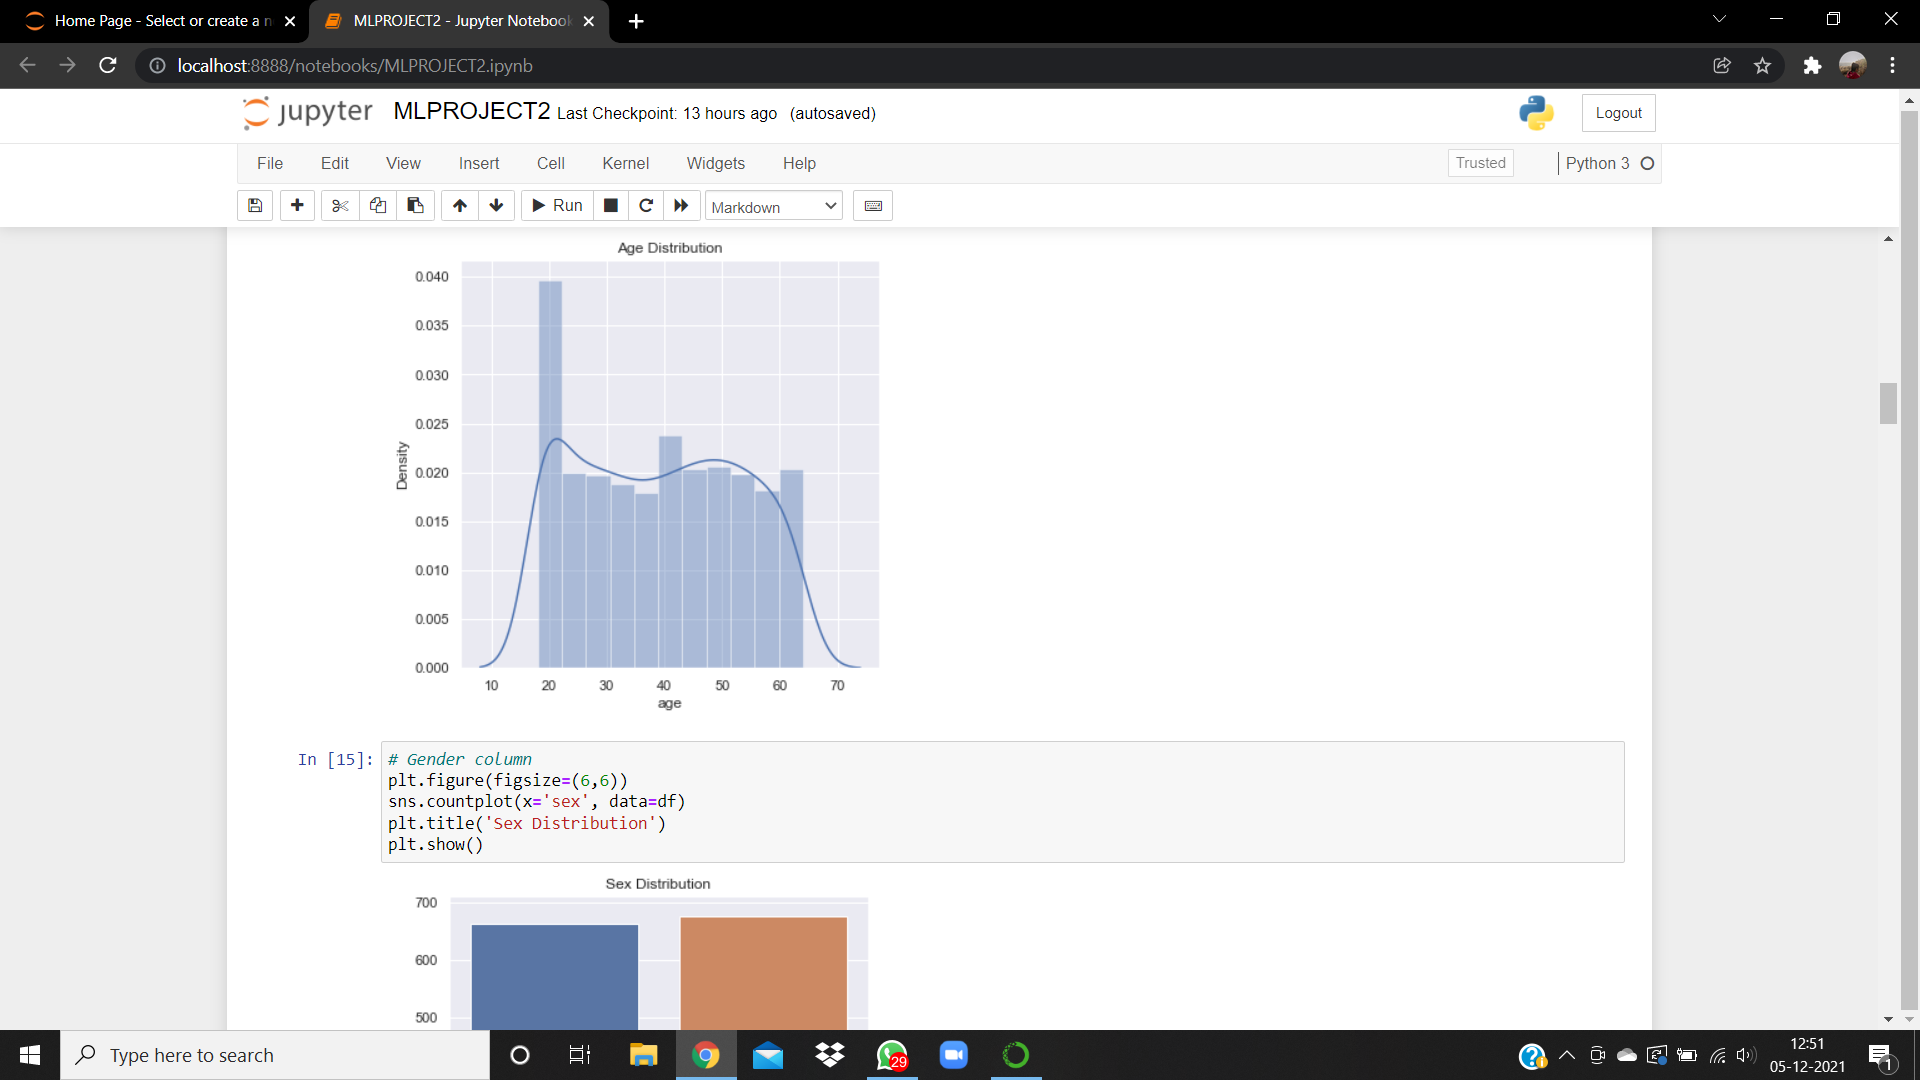 Home Page - Select or create a n
MLPROJECT2 - Jupyter Notebook
localhost:8888/notebooks/MLPROJECT2.ipynb
jupyter MLPROJECT2 Last Checkpoint: 13 hours ago (autosaved)
Logout
File Edit View Insert Cell Kernel Widgets Help
Trusted Python 3
Run Markdown
Age Distribution
0.040
0.035
0.030
0.025
0.020
0.015
0.010
0.005
0.000
Density
10 20 30 40 50 60 70
age
In [15]: # Gender column
plt.figure(figsize=(6,6))
sns.countplot(x='sex', data=df)
plt.title('Sex Distribution')
plt.show()
Sex Distribution
700
600
500
Type here to search
29
12:51
05-12-2021
1